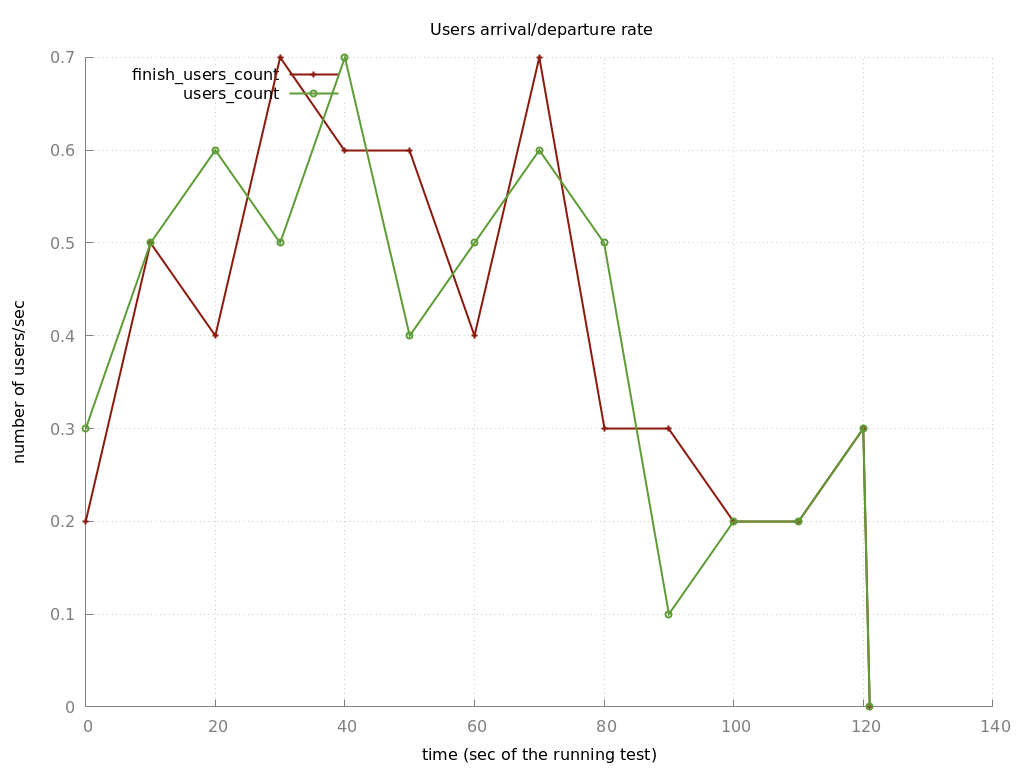 Users arrival/departure rate
0.7
finish_users_count
users_count
0.6
0.5
0.4
number of users/sec
0.3
0.2
0.1
0
0 20 40 60 80 100 120 140
time (sec of the running test)